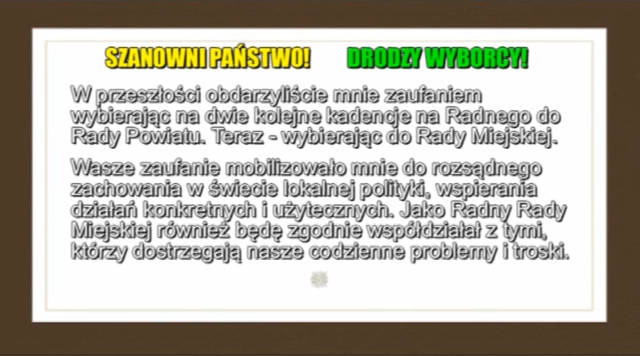 SZANOWNI PAŃSTWO! DRODZY WYBORCY!
W przeszłości obdarzyliście mnie zaufaniem
wybierając na dwie kolejne kadencje na Radnego do
Rady Powiatu. Teraz - wybierając do Rady Miejskiej.
Wasze zaufanie mobilizowało mnie do rozsądnego
zachowania w świecie lokalnej polityki, wspierania
działań konkretnych i użytecznych. Jako Radny Rady
Miejskiej również będę zgodnie współdziałał z tymi,
którzy dostrzegają nasze codzienne problemy i troski.